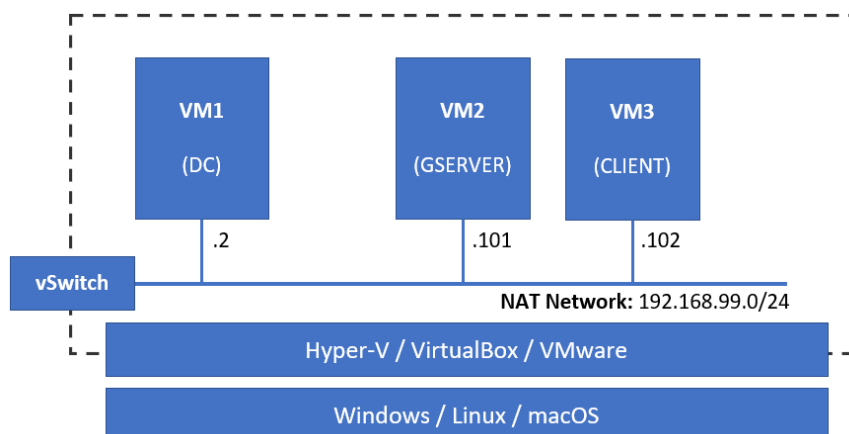 VM1
(DC)
VM2
(GSERVER)
VM3
(CLIENT)
.2
.101
.102
vSwitch
NAT Network: 192.168.99.0/24
Hyper-V / VirtualBox / VMware
Windows / Linux / macOS